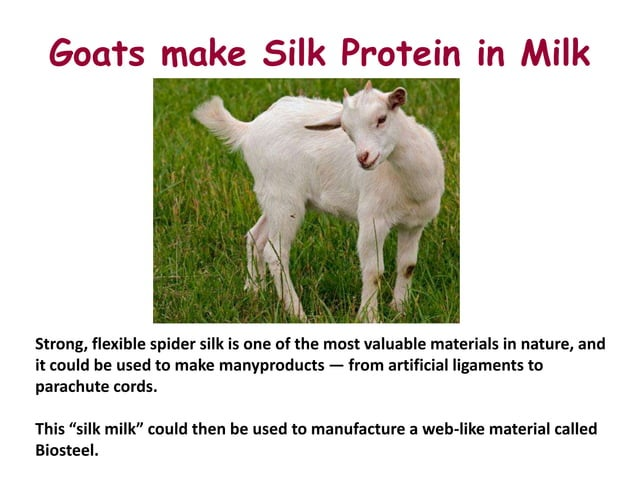 Goats make Silk Protein in Milk
Strong, flexible spider silk is one of the most valuable materials in nature, and
it could be used to make manyproducts — from artificial ligaments to
parachute cords.
This “silk milk” could then be used to manufacture a web-like material called
Biosteel.